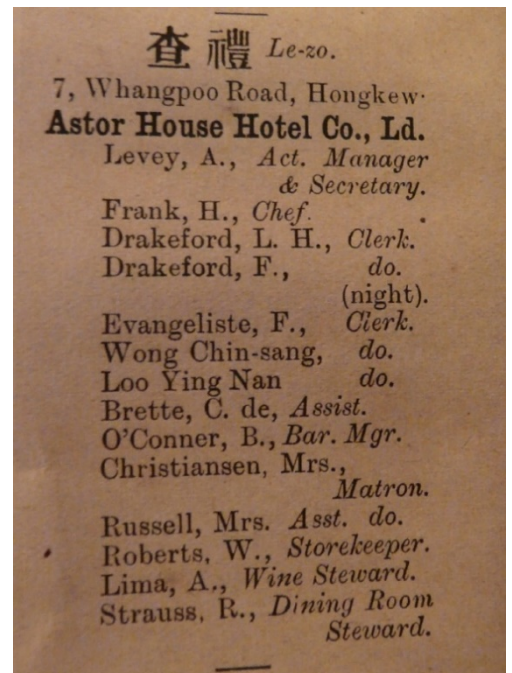 查禮 Le-zo.
7, Whangpoo Road, Hongkew.
Astor House Hotel Co., Ld.
Levey, A., Act. Manager
& Secretary.
Frank, H., Chef.
Drakeford, L. H., Clerk.
Drakeford, F., do.
(night).
Evangeliste, F., Clerk.
Wong Chin-sang, do.
Loo Ying Nan do.
Brette, C. de, Assist.
O'Conner, B., Bar. Mgr.
Christiansen, Mrs.,
Matron.
Russell, Mrs. Asst. do.
Roberts, W., Storekeeper.
Lima, A., Wine Steward.
Strauss, R., Dining Room
Steward.